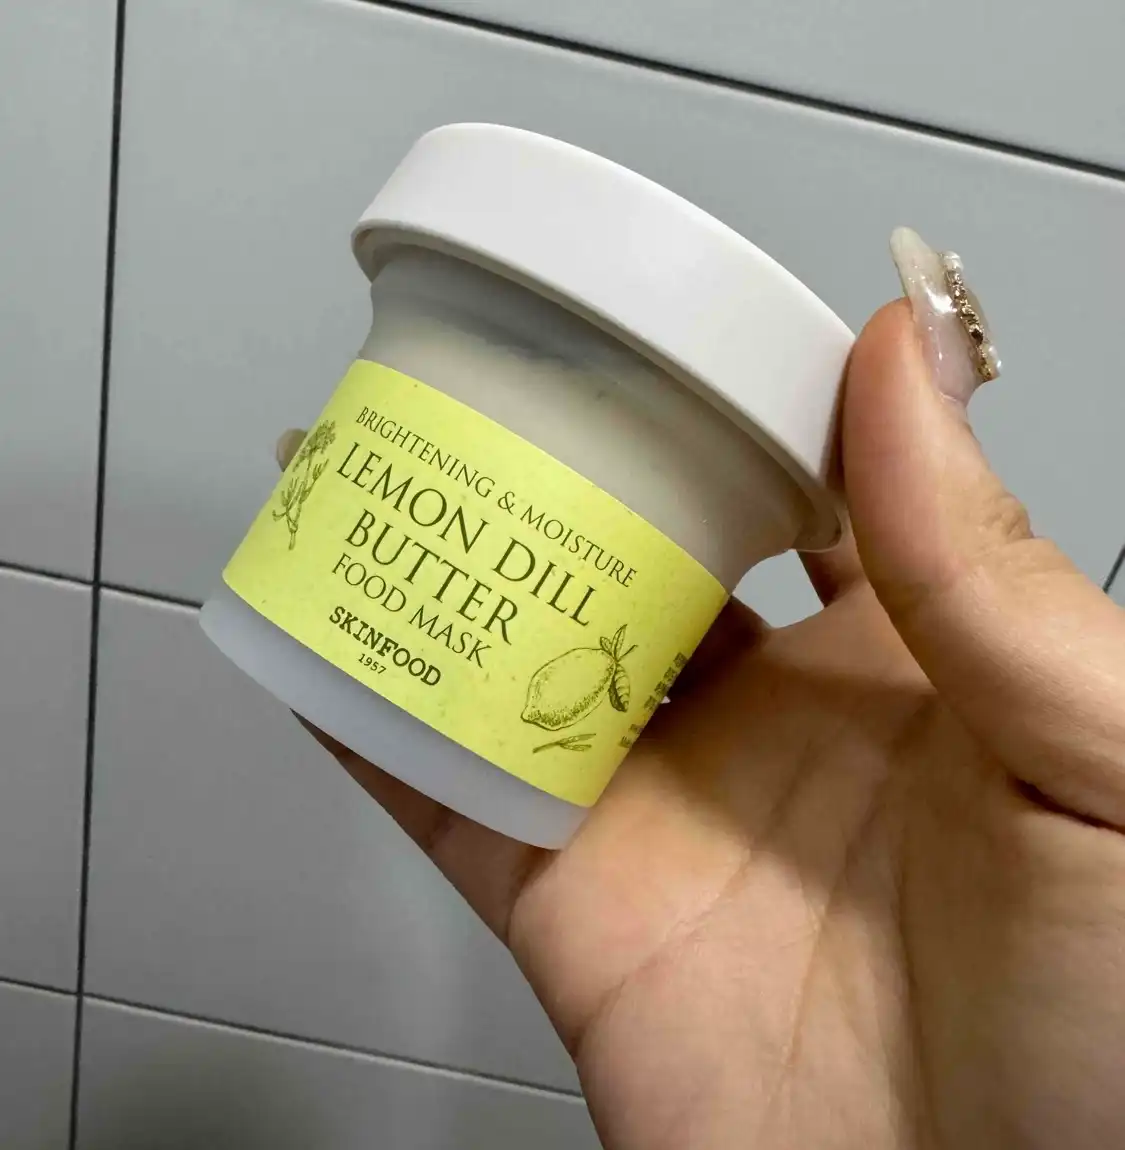 BRIGHTENING & MOISTURE
LEMON DILL
BUTTER
FOOD MASK
SKINFOOD
1957